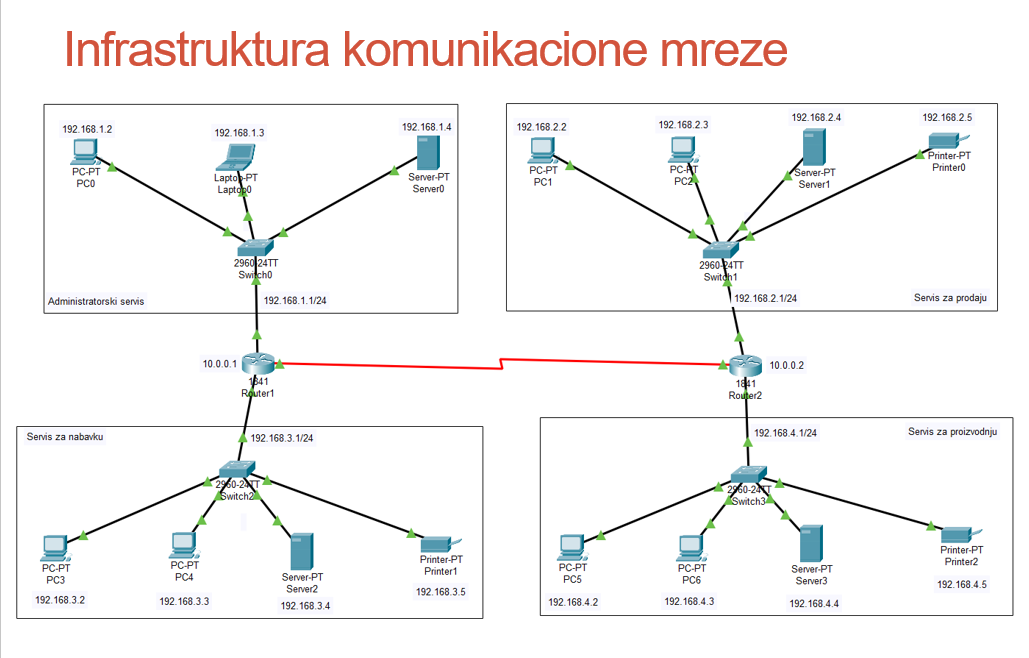 Infrastruktura komunikacione mreze
192.168.1.2
192.168.1.3
192.168.1.4
PC-PT
PC0
Laptop-PT
Laptop0
Server-PT
Server0
2960-24TT
Switch0
192.168.1.1/24
Administratorski servis
192.168.2.2
192.168.2.3
192.168.2.4
192.168.2.5
PC-PT
PC1
PC-PT
PC2
Server-PT
Server1
Printer-PT
Printer0
2960-24TT
Switch1
192.168.2.1/24
Servis za prodaju
10.0.0.1
1841
Router1
10.0.0.2
1841
Router2
Servis za nabavku
192.168.3.1/24
2960-24TT
Switch2
PC-PT
PC3
192.168.3.2
PC-PT
PC4
192.168.3.3
Server-PT
Server2
192.168.3.4
Printer-PT
Printer1
192.168.3.5
192.168.4.1/24
Servis za proizvodnju
2960-24TT
Switch3
PC-PT
PC5
192.168.4.2
PC-PT
PC6
192.168.4.3
Server-PT
Server3
192.168.4.4
Printer-PT
Printer2
192.168.4.5